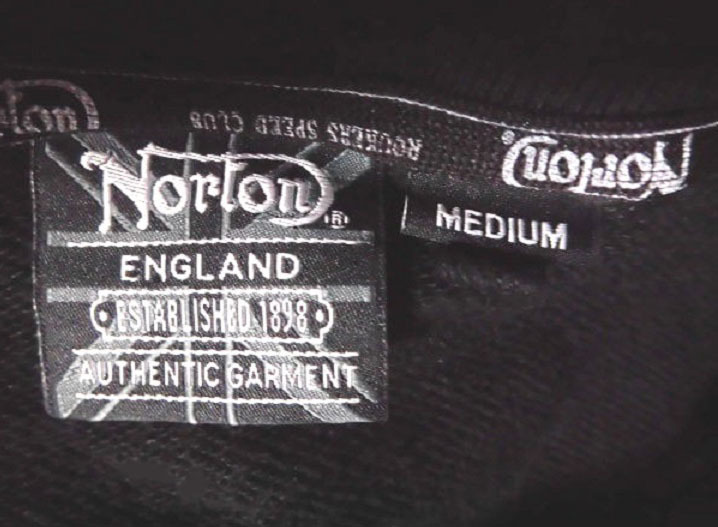 Norton
ROCKERS SPEED CLUB
Norton
Norton®
ENGLAND
ESTABLISHED 1898
AUTHENTIC GARMENT
MEDIUM